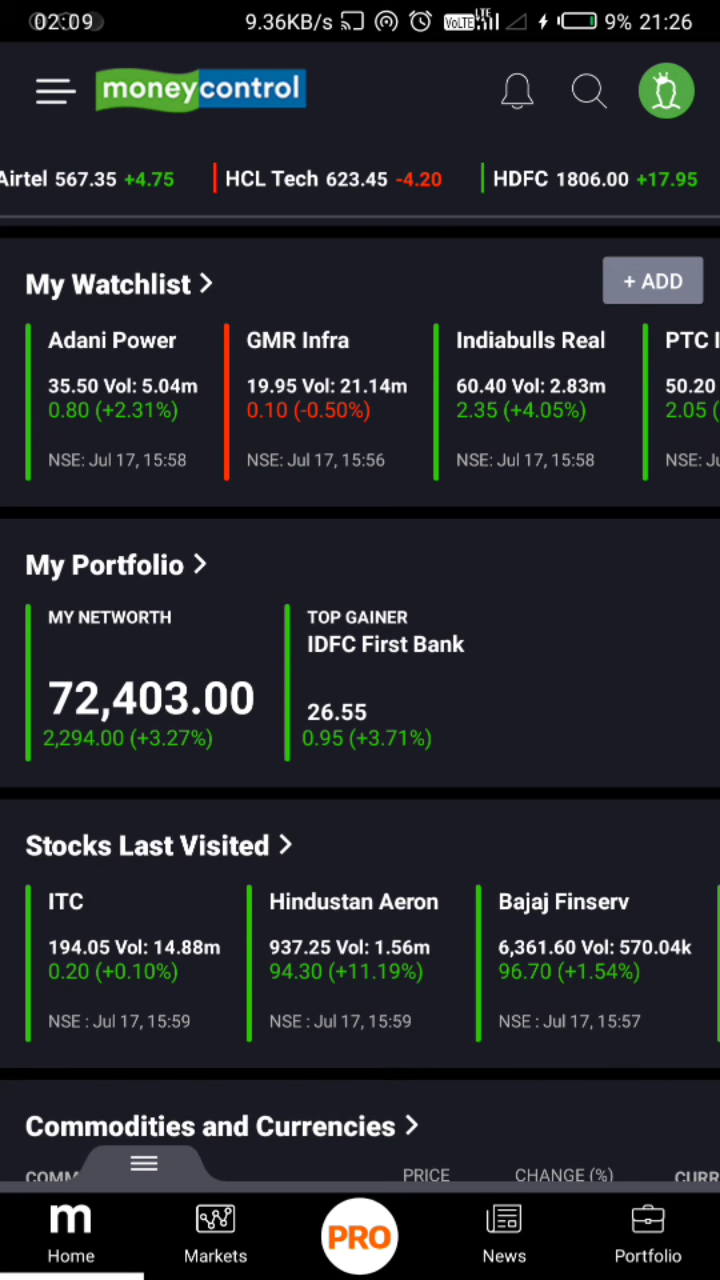 02:09 9.36KB/s VoLTE LTE 9% 21:26
moneycontrol
Airtel 567.35 +4.75 HCL Tech 623.45 -4.20 HDFC 1806.00 +17.95
My Watchlist > + ADD
Adani Power GMR Infra Indiabulls Real PTC I
35.50 Vol: 5.04m 19.95 Vol: 21.14m 60.40 Vol: 2.83m 50.20
0.80 (+2.31%) 0.10 (-0.50%) 2.35 (+4.05%) 2.05 (
NSE: Jul 17, 15:58 NSE: Jul 17, 15:56 NSE: Jul 17, 15:58 NSE: Ju
My Portfolio >
MY NETWORTH TOP GAINER
IDFC First Bank
72,403.00 26.55
2,294.00 (+3.27%) 0.95 (+3.71%)
Stocks Last Visited >
ITC Hindustan Aeron Bajaj Finserv
194.05 Vol: 14.88m 937.25 Vol: 1.56m 6,361.60 Vol: 570.04k
0.20 (+0.10%) 94.30 (+11.19%) 96.70 (+1.54%)
NSE : Jul 17, 15:59 NSE : Jul 17, 15:59 NSE : Jul 17, 15:57
Commodities and Currencies >
COMM PRICE CHANGE (%) CURR
m PRO
Home Markets News Portfolio